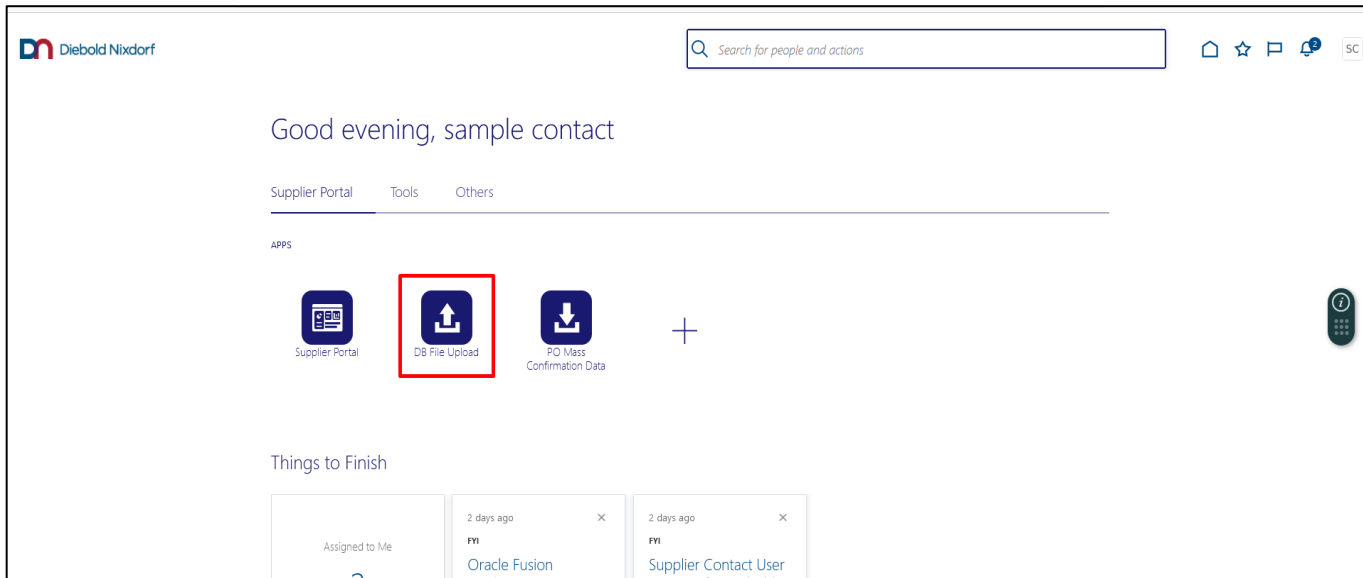 Diebold Nixdorf
Search for people and actions
2
SC
Good evening, sample contact
Supplier Portal Tools Others
APPS
Supplier Portal
DB File Upload
PO Mass
Confirmation Data
Things to Finish
Assigned to Me
2 days ago
FYI
Oracle Fusion
2 days ago
FYI
Supplier Contact User